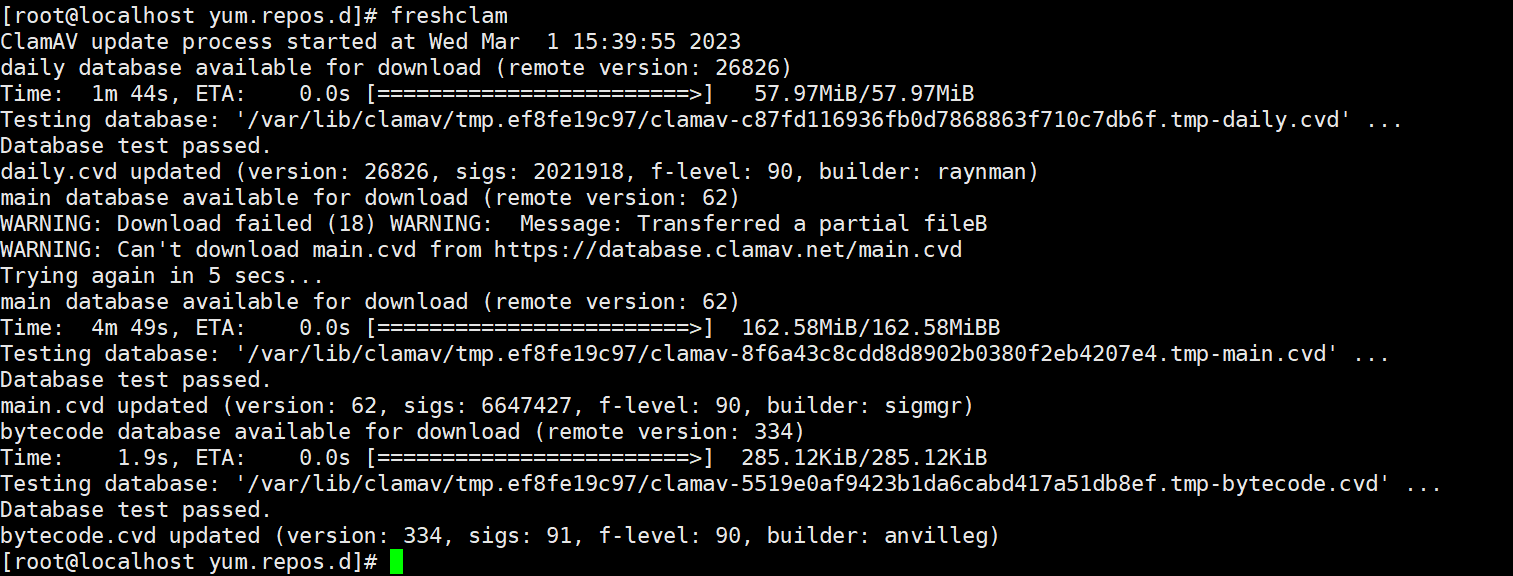 [root@localhost yum.repos.d]# freshclam
ClamAV update process started at Wed Mar  1 15:39:55 2023
daily database available for download (remote version: 26826)
Time:  1m 44s, ETA:    0.0s [========================>]   57.97MiB/57.97MiB
Testing database: '/var/lib/clamav/tmp.ef8fe19c97/clamav-c87fd116936fb0d7868863f710c7db6f.tmp-daily.cvd' ...
Database test passed.
daily.cvd updated (version: 26826, sigs: 2021918, f-level: 90, builder: raynman)
main database available for download (remote version: 62)
WARNING: Download failed (18) WARNING:  Message: Transferred a partial fileB
WARNING: Can't download main.cvd from https://database.clamav.net/main.cvd
Trying again in 5 secs...
main database available for download (remote version: 62)
Time:  4m 49s, ETA:    0.0s [========================>]  162.58MiB/162.58MiBB
Testing database: '/var/lib/clamav/tmp.ef8fe19c97/clamav-8f6a43c8cdd8d8902b0380f2eb4207e4.tmp-main.cvd' ...
Database test passed.
main.cvd updated (version: 62, sigs: 6647427, f-level: 90, builder: sigmgr)
bytecode database available for download (remote version: 334)
Time:    1.9s, ETA:    0.0s [========================>]  285.12KiB/285.12KiB
Testing database: '/var/lib/clamav/tmp.ef8fe19c97/clamav-5519e0af9423b1da6cabd417a51db8ef.tmp-bytecode.cvd' ...
Database test passed.
bytecode.cvd updated (version: 334, sigs: 91, f-level: 90, builder: anvilleg)
[root@localhost yum.repos.d]#